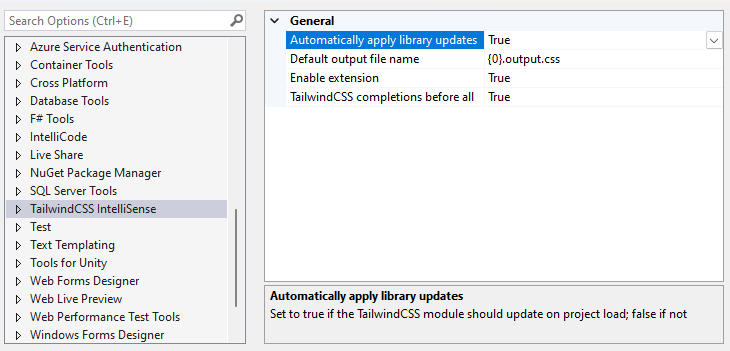 Search Options (Ctrl+E)
Azure Service Authentication
Container Tools
Cross Platform
Database Tools
F# Tools
IntelliCode
Live Share
NuGet Package Manager
SQL Server Tools
TailwindCSS IntelliSense
Test
Text Templating
Tools for Unity
Web Forms Designer
Web Live Preview
Web Performance Test Tools
Windows Forms Designer
General
Automatically apply library updates True
Default output file name {0}.output.css
Enable extension True
TailwindCSS completions before all True
Automatically apply library updates
Set to true if the TailwindCSS module should update on project load; false if not